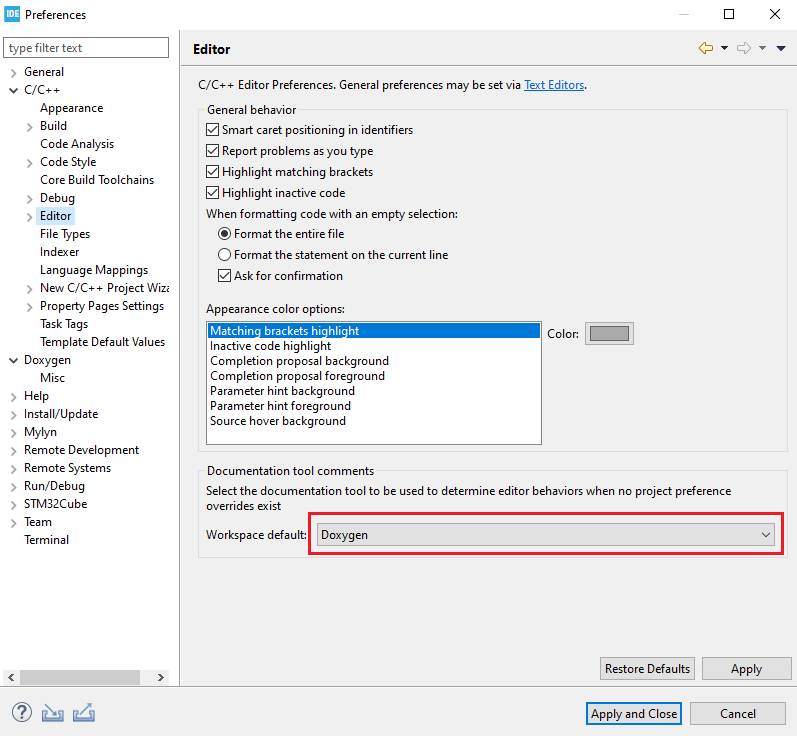 IDE Preferences
type filter text
General
C/C++
Appearance
Build
Code Analysis
Code Style
Core Build Toolchains
Debug
Editor
File Types
Indexer
Language Mappings
New C/C++ Project Wiza
Property Pages Settings
Task Tags
Template Default Values
Doxygen
Misc
Help
Install/Update
Mylyn
Remote Development
Remote Systems
Run/Debug
STM32Cube
Team
Terminal
Editor
C/C++ Editor Preferences. General preferences may be set via Text Editors.
General behavior
Smart caret positioning in identifiers
Report problems as you type
Highlight matching brackets
Highlight inactive code
When formatting code with an empty selection:
Format the entire file
Format the statement on the current line
Ask for confirmation
Appearance color options:
Matching brackets highlight
Inactive code highlight
Completion proposal background
Completion proposal foreground
Parameter hint background
Parameter hint foreground
Source hover background
Color:
Documentation tool comments
Select the documentation tool to be used to determine editor behaviors when no project preference
overrides exist
Workspace default: Doxygen
Restore Defaults Apply
? Apply and Close Cancel